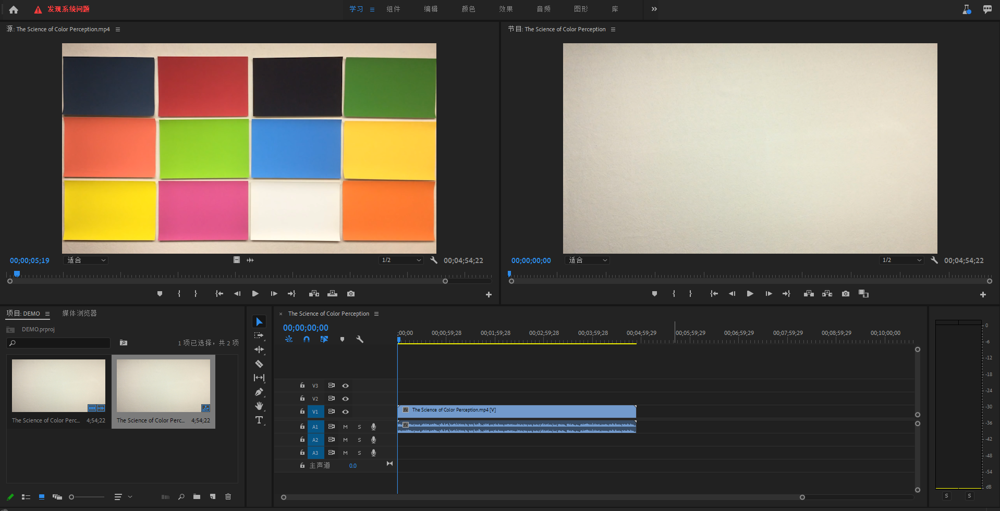 发现系统问题
学习 组件 编辑 颜色 效果 音频 图形 库
源: The Science of Color Perception.mp4
节目: The Science of Color Perception
00;00;05;19 适合 1/2 00;04;54;22
00;00;00;00 适合 1/2 00;04;54;22
项目: DEMO 媒体浏览器
DEMO.prproj
1 项已选择，共 2 项
The Science of Color Perc... 4;54;22
The Science of Color Perc... 4;54;22
× The Science of Color Perception
00;00;00;00
;00;00 00;00;59;28 00;01;59;28 00;02;59;28 00;03;59;28 00;04;59;29 00;05;59;29 00;06;59;29 00;07;59;29 00;08;59;29 00;10;00;00
V3
V2
V1 fx The Science of Color Perception.mp4 [V]
A1 M S fx
A2 M S
A3 M S
主声道 0.0
T
0
-6
-12
-18
-24
-30
-36
-42
-48
-54
dB
S S